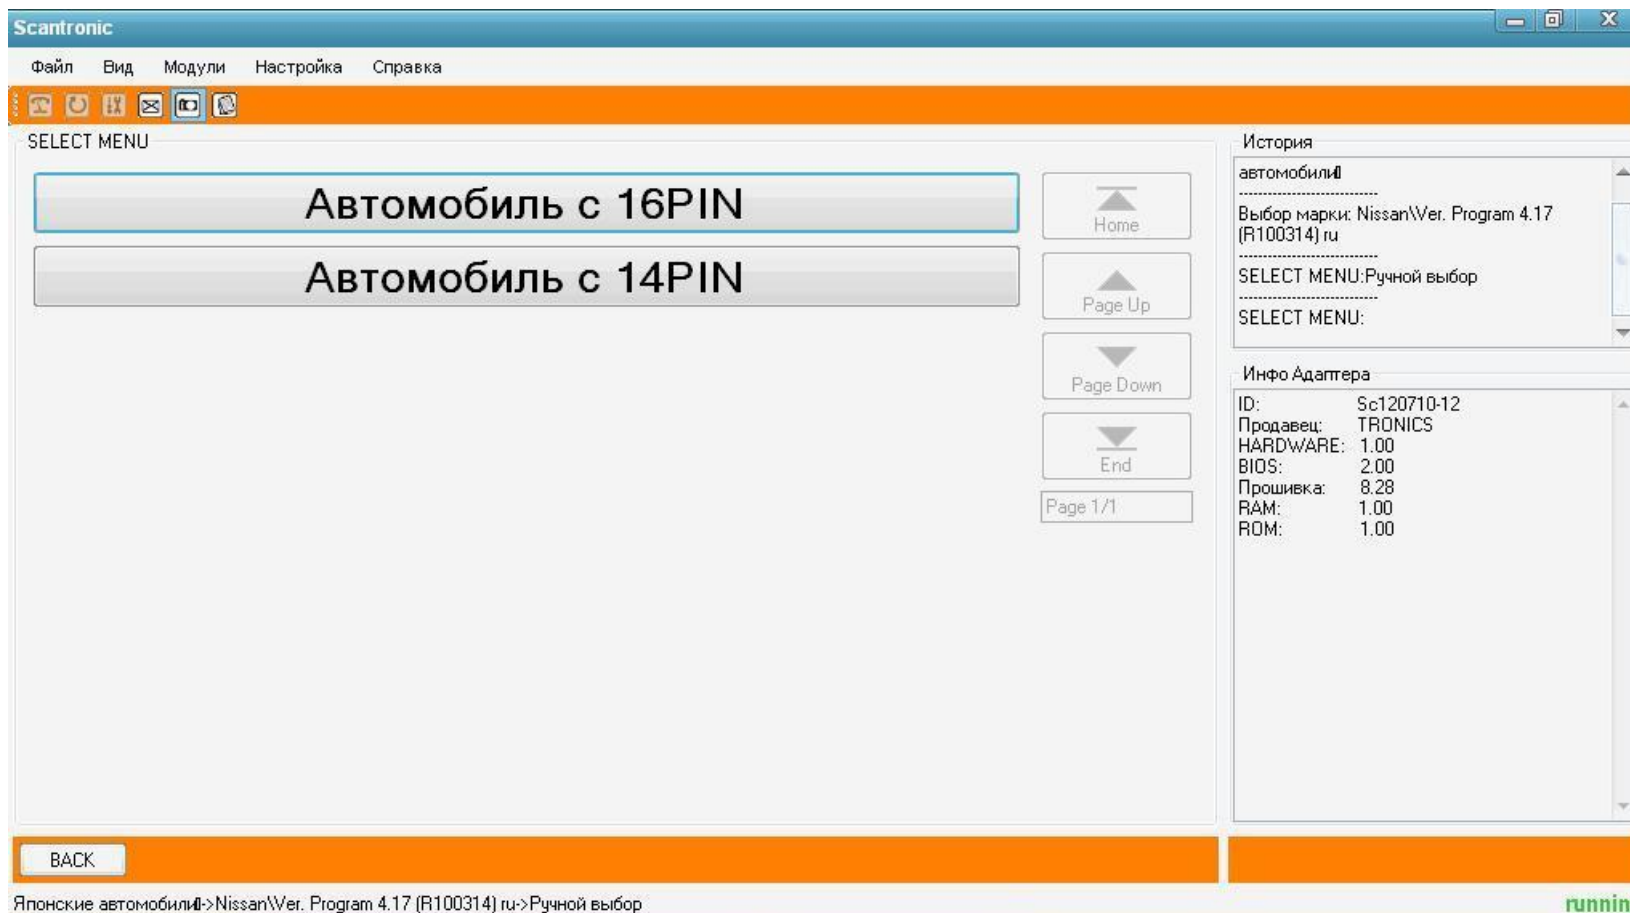 Scantronic
Файл Вид Модули Настройка Справка
SELECT MENU
Автомобиль с 16PIN
Автомобиль с 14PIN
Home
Page Up
Page Down
End
Page 1/1
История
автомобили
----------------------------
Выбор марки: Nissan\Ver. Program 4.17
(R100314) ru
----------------------------
SELECT MENU:Ручной выбор
----------------------------
SELECT MENU:
Инфо Адаптера
ID: Sc120710-12
Продавец: TRONICS
HARDWARE: 1.00
BIOS: 2.00
Прошивка: 8.28
RAM: 1.00
ROM: 1.00
BACK
Японские автомобили->Nissan\Ver. Program 4.17 (R100314) ru->Ручной выбор
runnin